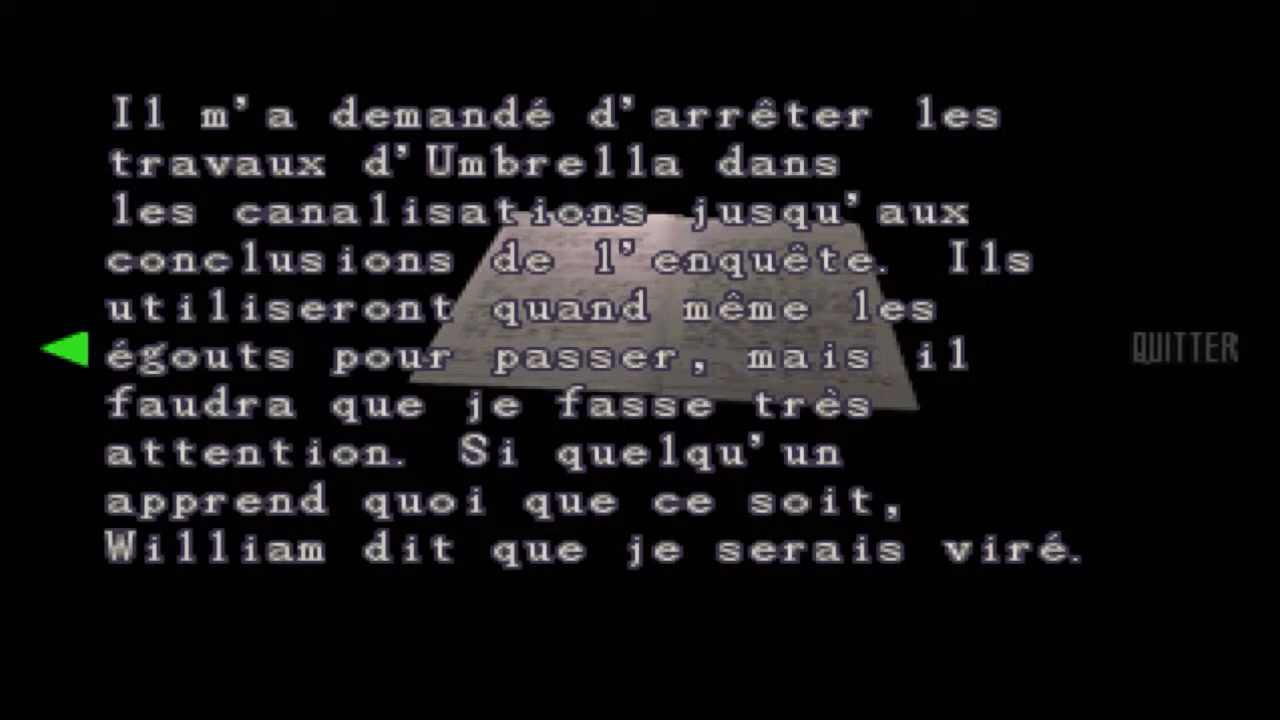 Il m'a demandé d'arrêter les
travaux d'Umbrella dans
les canalisations jusqu'aux
conclusions de l'enquête. Ils
utiliseront quand même les
égouts pour passer, mais il
faudra que je fasse très
attention. Si quelqu'un
apprend quoi que ce soit,
William dit que je serais viré.
QUITTER